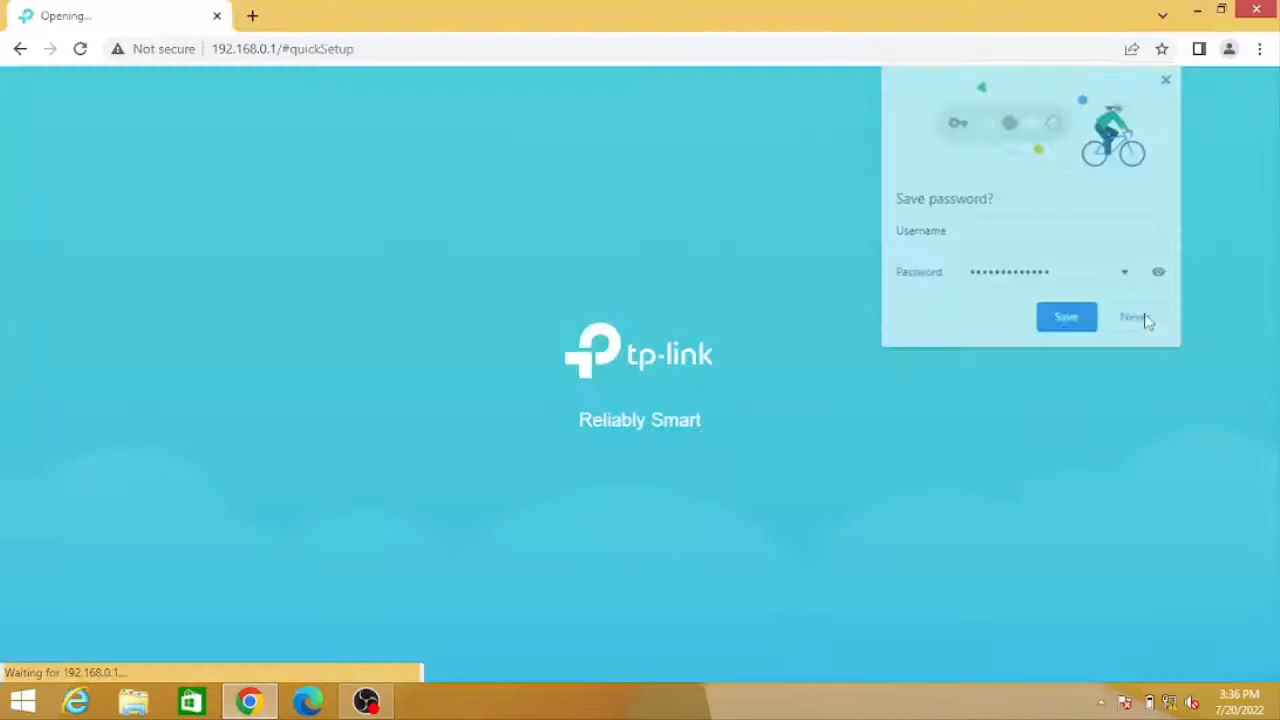 Opening...
Not secure
192.168.0.1/#quickSetup
Save password?
Username
Password
Save
tp-link
Reliably Smart
Waiting for 192.168.0.1...
3:36 PM
7/20/2022